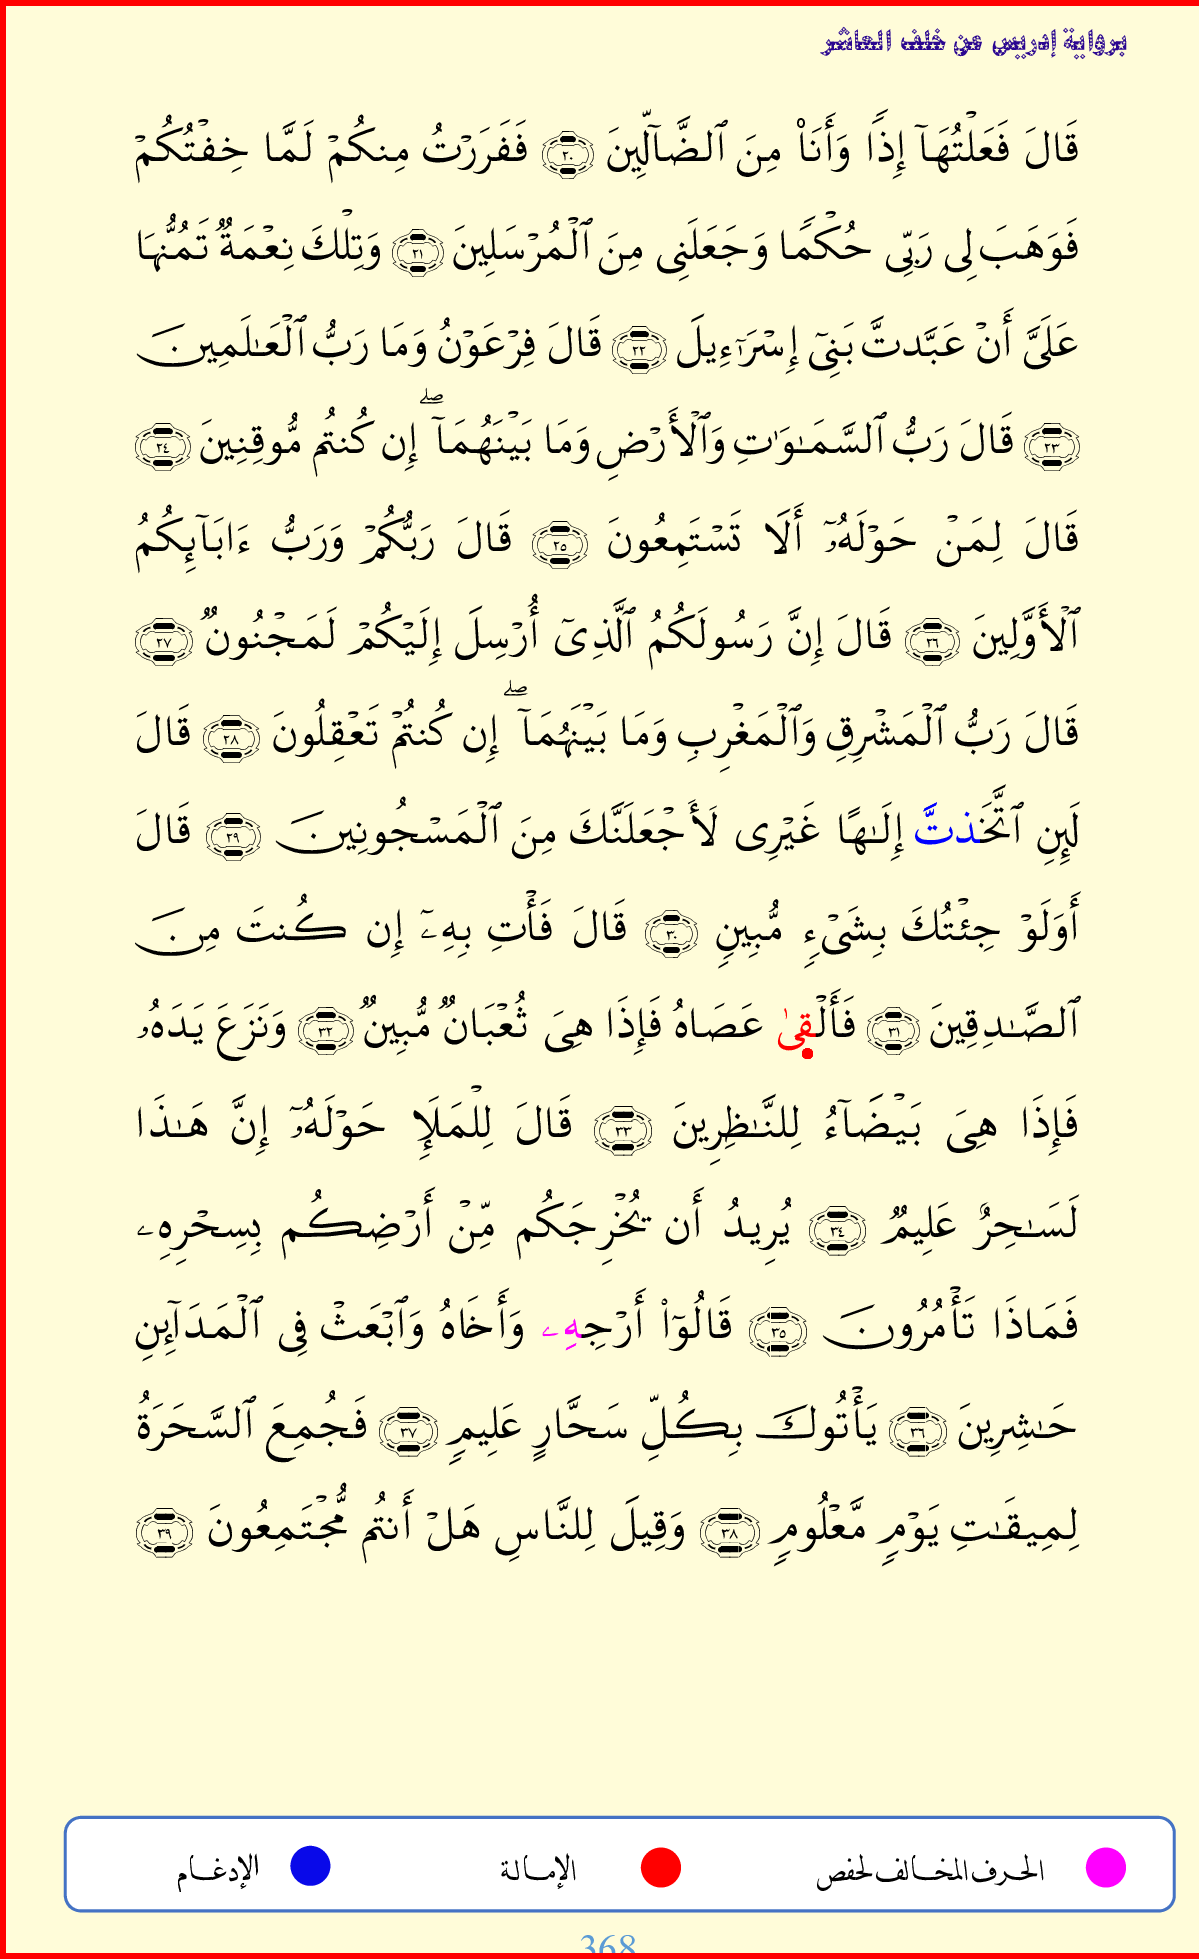 برواية إدريس عن خلف العاشر
قَالَ فَعَلۡتُهَآ إِذٗا وَأَنَا۠ مِنَ ٱلضَّآلِّينَ ٢٠ فَفَرَرۡتُ مِنكُمۡ لَمَّا خِفۡتُكُمۡ
فَوَهَبَ لِي رَبِّي حُكۡمٗا وَجَعَلَنِي مِنَ ٱلۡمُرۡسَلِينَ ٢١ وَتِلۡكَ نِعۡمَةٞ تَمُنُّهَا
عَلَيَّ أَنۡ عَبَّدتَّ بَنِيٓ إِسۡرَٰٓءِيلَ ٢٢ قَالَ فِرۡعَوۡنُ وَمَا رَبُّ ٱلۡعَٰلَمِينَ
٢٣ قَالَ رَبُّ ٱلسَّمَٰوَٰتِ وَٱلۡأَرۡضِ وَمَا بَيۡنَهُمَآۖ إِن كُنتُم مُّوقِنِينَ ٢٤
قَالَ لِمَنۡ حَوۡلَهُۥٓ أَلَا تَسۡتَمِعُونَ ٢٥ قَالَ رَبُّكُمۡ وَرَبُّ ءَابَآئِكُمُ
ٱلۡأَوَّلِينَ ٢٦ قَالَ إِنَّ رَسُولَكُمُ ٱلَّذِيٓ أُرۡسِلَ إِلَيۡكُمۡ لَمَجۡنُونٞ ٢٧
قَالَ رَبُّ ٱلۡمَشۡرِقِ وَٱلۡمَغۡرِبِ وَمَا بَيۡنَهُمَآۖ إِن كُنتُمۡ تَعۡقِلُونَ ٢٨ قَالَ
لَئِنِ ٱتَّخَذتَّ إِلَٰهًا غَيۡرِي لَأَجۡعَلَنَّكَ مِنَ ٱلۡمَسۡجُونِينَ ٢٩ قَالَ
أَوَلَوۡ جِئۡتُكَ بِشَيۡءٖ مُّبِينٖ ٣٠ قَالَ فَأۡتِ بِهِۦٓ إِن كُنتَ مِنَ
ٱلصَّٰدِقِينَ ٣١ فَأَلۡقىٰ عَصَاهُ فَإِذَا هِيَ ثُعۡبَانٞ مُّبِينٞ ٣٢ وَنَزَعَ يَدَهُۥ
فَإِذَا هِيَ بَيۡضَآءُ لِلنَّٰظِرِينَ ٣٣ قَالَ لِلۡمَلَإِ حَوۡلَهُۥٓ إِنَّ هَٰذَا
لَسَٰحِرٌ عَلِيمٞ ٣٤ يُرِيدُ أَن يُخۡرِجَكُم مِّنۡ أَرۡضِكُم بِسِحۡرِهِۦ
فَمَاذَا تَأۡمُرُونَ ٣٥ قَالُوٓاْ أَرۡجِهِۦ وَأَخَاهُ وَٱبۡعَثۡ فِي ٱلۡمَدَآئِنِ
حَٰشِرِينَ ٣٦ يَأۡتُوكَ بِكُلِّ سَحَّارٍ عَلِيمٖ ٣٧ فَجُمِعَ ٱلسَّحَرَةُ
لِمِيقَٰتِ يَوۡمٖ مَّعۡلُومٖ ٣٨ وَقِيلَ لِلنَّاسِ هَلۡ أَنتُم مُّجۡتَمِعُونَ ٣٩
الحرف المخالف لحفص الإمالة الإدغام
368